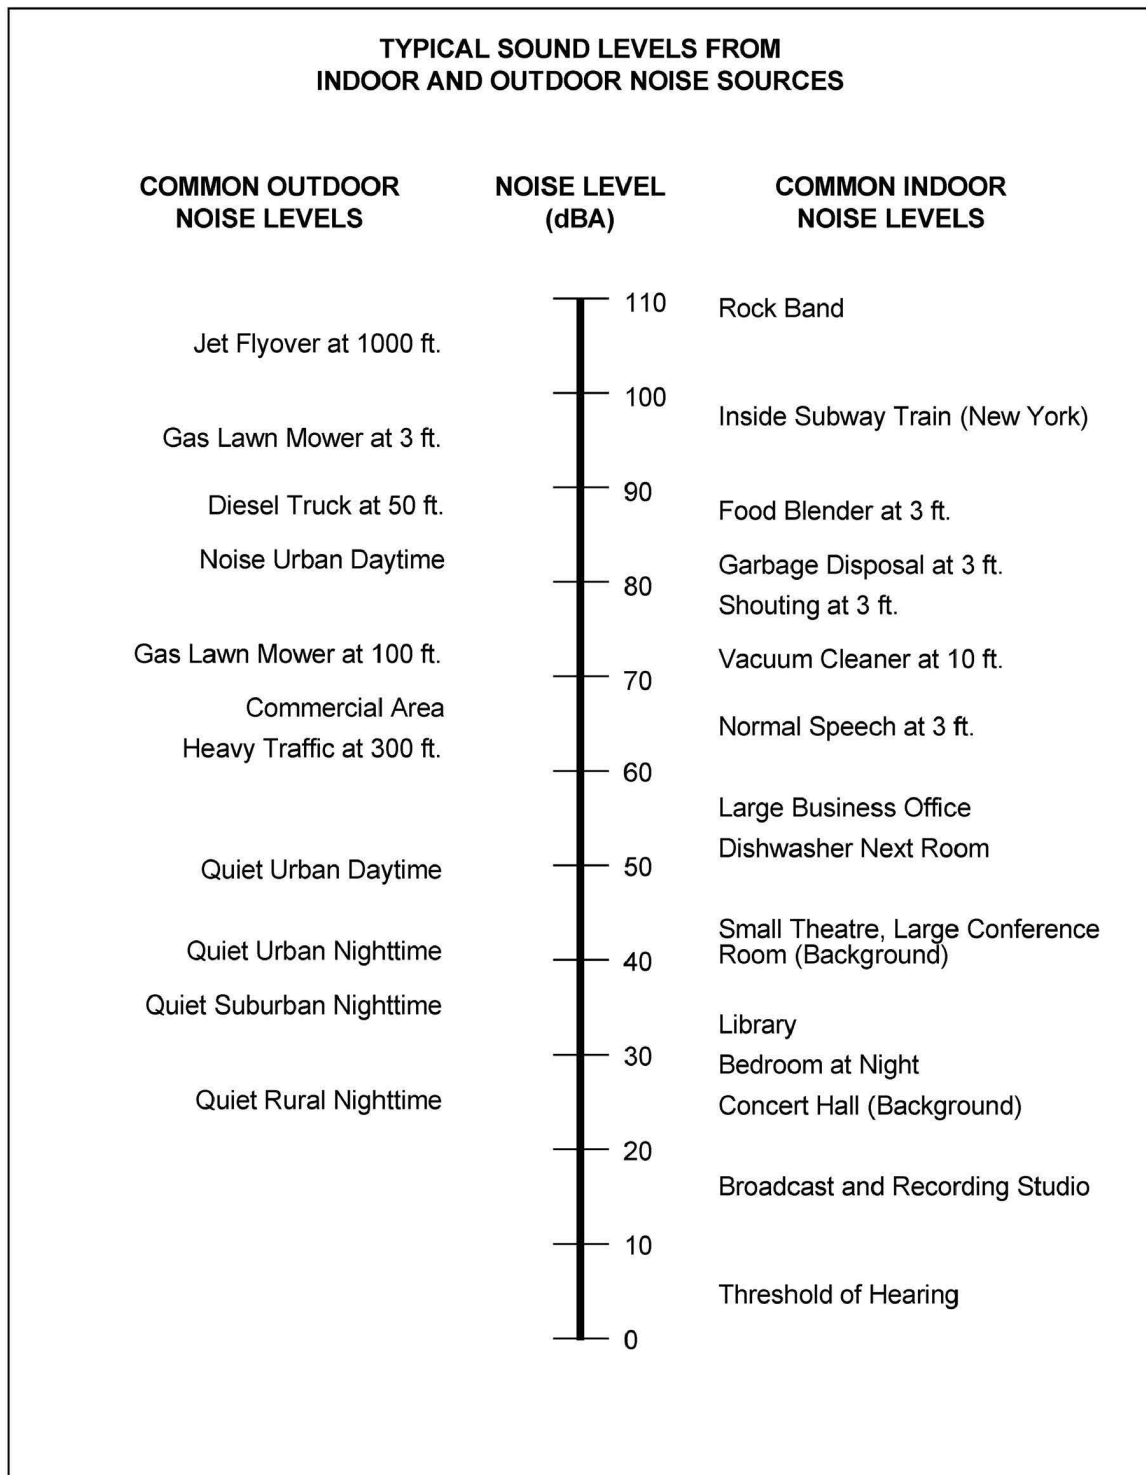 TYPICAL SOUND LEVELS FROM
INDOOR AND OUTDOOR NOISE SOURCES
COMMON OUTDOOR
NOISE LEVELS
NOISE LEVEL
(dBA)
COMMON INDOOR
NOISE LEVELS
110
Rock Band
Jet Flyover at 1000 ft.
100
Inside Subway Train (New York)
Gas Lawn Mower at 3 ft.
90
Diesel Truck at 50 ft.
Food Blender at 3 ft.
Noise Urban Daytime
Garbage Disposal at 3 ft.
80
Shouting at 3 ft.
Gas Lawn Mower at 100 ft.
Vacuum Cleaner at 10 ft.
70
Commercial Area
Normal Speech at 3 ft.
Heavy Traffic at 300 ft.
60
Large Business Office
Dishwasher Next Room
50
Quiet Urban Daytime
Small Theatre, Large Conference
Room (Background)
Quiet Urban Nighttime
40
Quiet Suburban Nighttime
Library
30
Bedroom at Night
Quiet Rural Nighttime
Concert Hall (Background)
20
Broadcast and Recording Studio
10
Threshold of Hearing
0